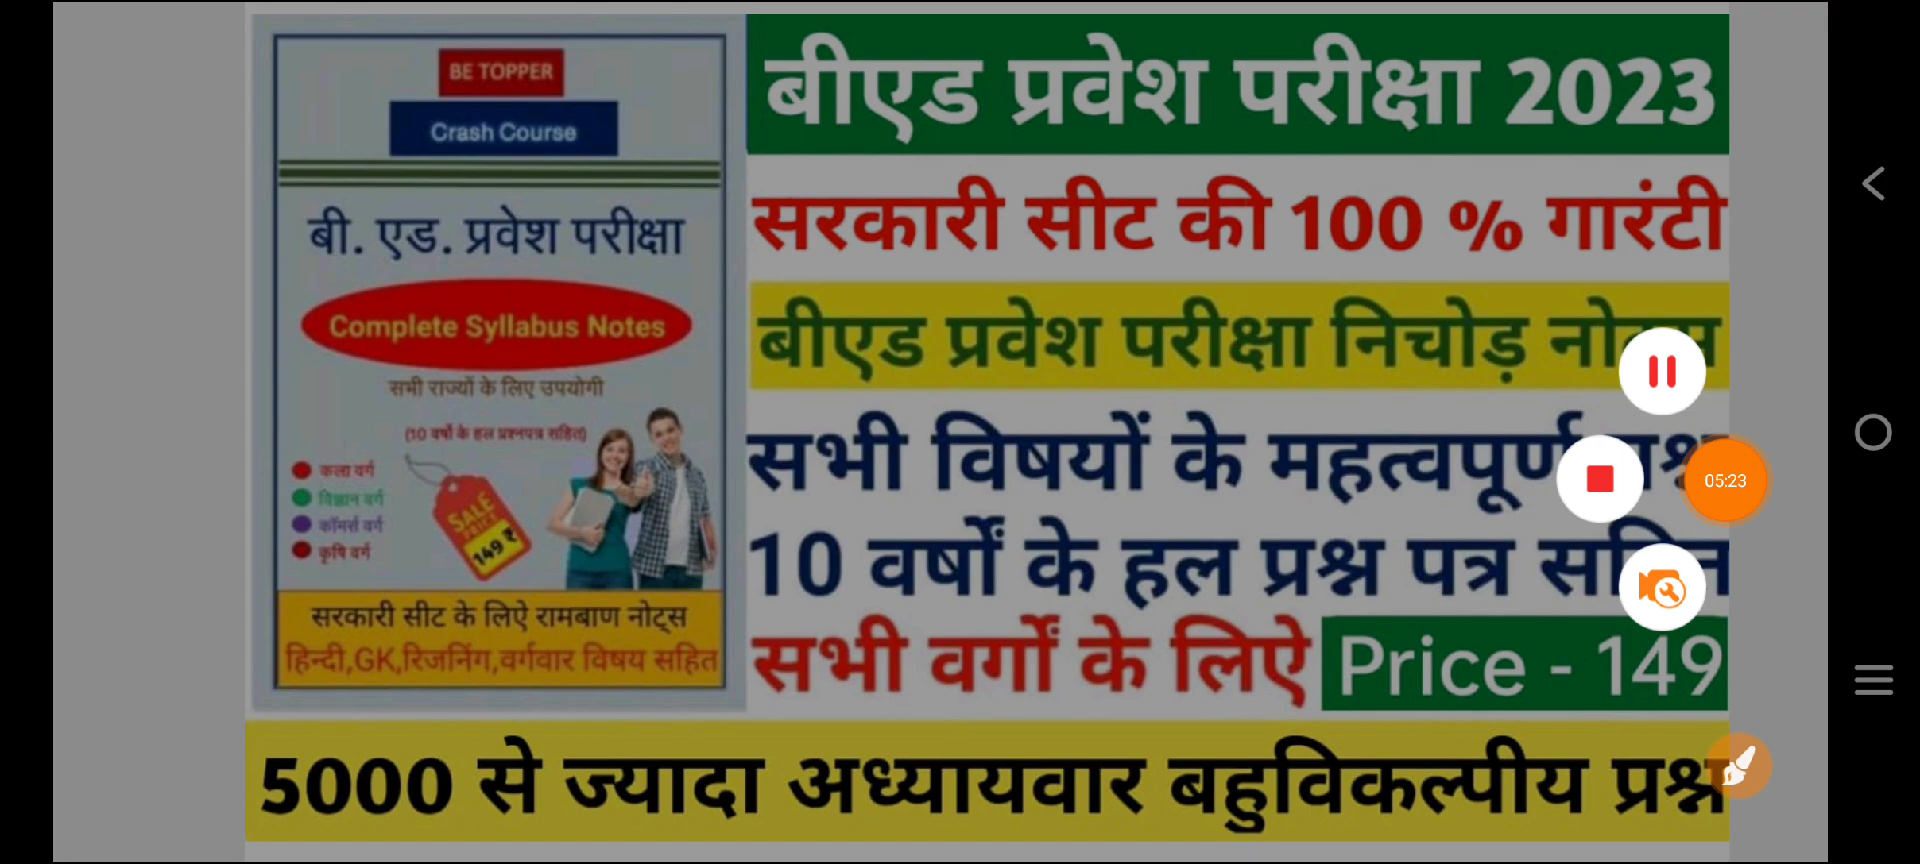 BE TOPPER
Crash Course
बी. एड. प्रवेश परीक्षा
Complete Syllabus Notes
सभी राज्यों के लिए उपयोगी
(10 वर्षों के हल प्रश्नपत्र सहित)
कला वर्ग
विज्ञान वर्ग
कॉमर्स वर्ग
कृषि वर्ग
SALE
PRICE
149 ₹
सरकारी सीट के लिऐ रामबाण नोट्स
हिन्दी,GK,रिजनिंग,वर्गवार विषय सहित
बीएड प्रवेश परीक्षा 2023
सरकारी सीट की 100 % गारंटी
बीएड प्रवेश परीक्षा निचोड़
सभी विषयों के महत्वपूर्ण
10 वर्षों के हल प्रश्न पत्र
सभी वर्गों के लिऐ Price - 149
5000 से ज्यादा अध्यायवार बहुविकल्पीय प्रश्न
05:23